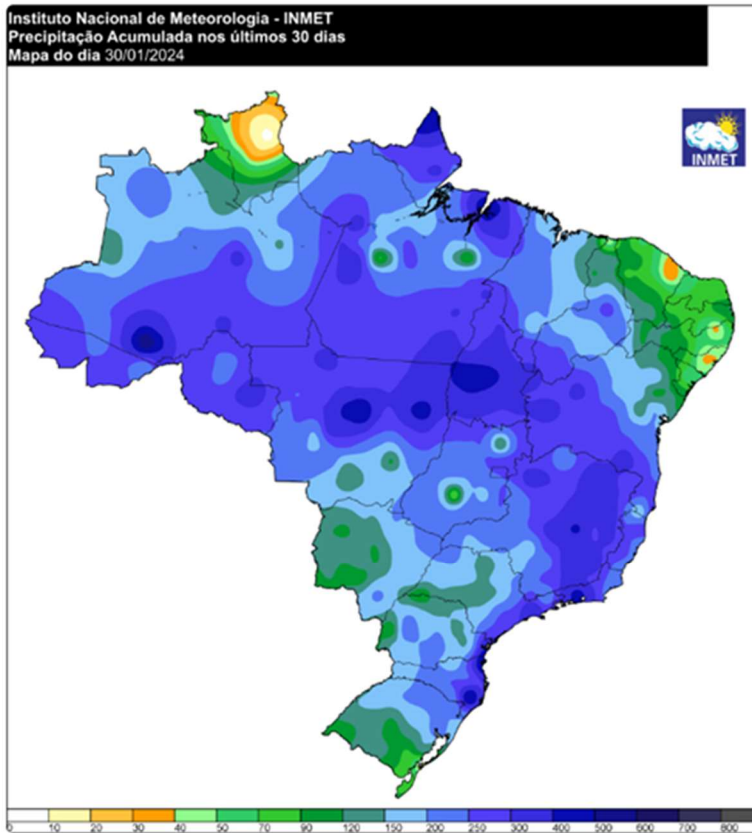 Instituto Nacional de Meteorologia - INMET
Precipitação Acumulada nos últimos 30 dias
Mapa do dia 30/01/2024
INMET
0 10 20 30 40 50 70 90 120 150 200 250 300 400 500 600 700 800